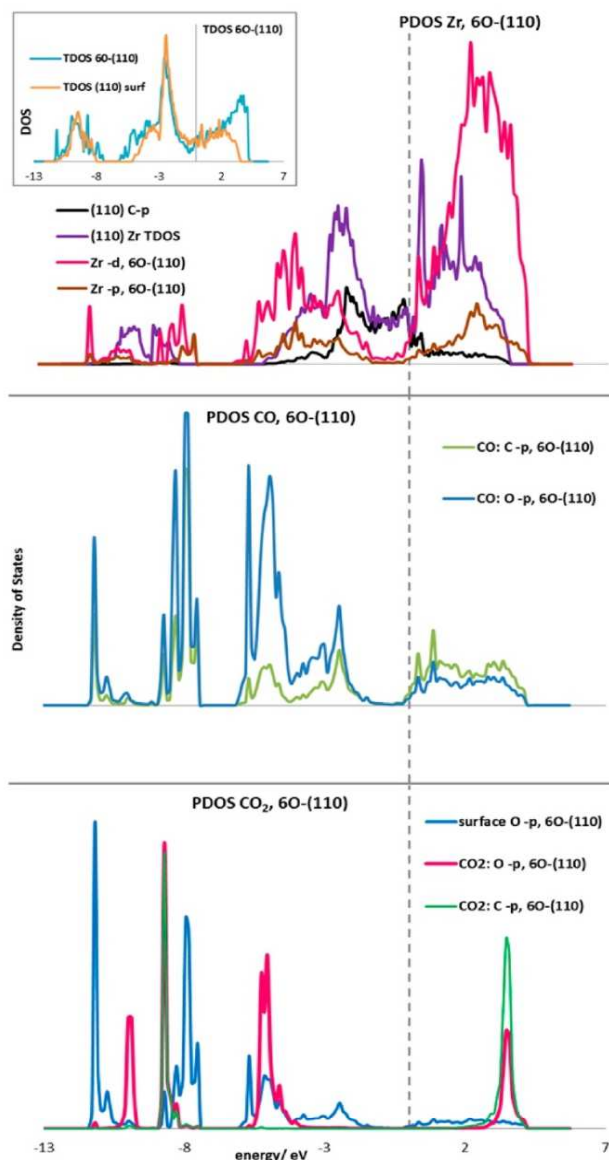 TDOS 6O-(110)
PDOS Zr, 6O-(110)
TDOS 6O-(110)
TDOS (110) surf
DOS
-13 -8 -3 2 7
(110) C-p
(110) Zr TDOS
Zr -d, 6O-(110)
Zr -p, 6O-(110)
PDOS CO, 6O-(110)
CO: C -p, 6O-(110)
CO: O -p, 6O-(110)
Density of States
PDOS CO₂, 6O-(110)
surface O -p, 6O-(110)
CO2: O -p, 6O-(110)
CO2: C -p, 6O-(110)
-13 -8 -3 2 7
energy/ eV